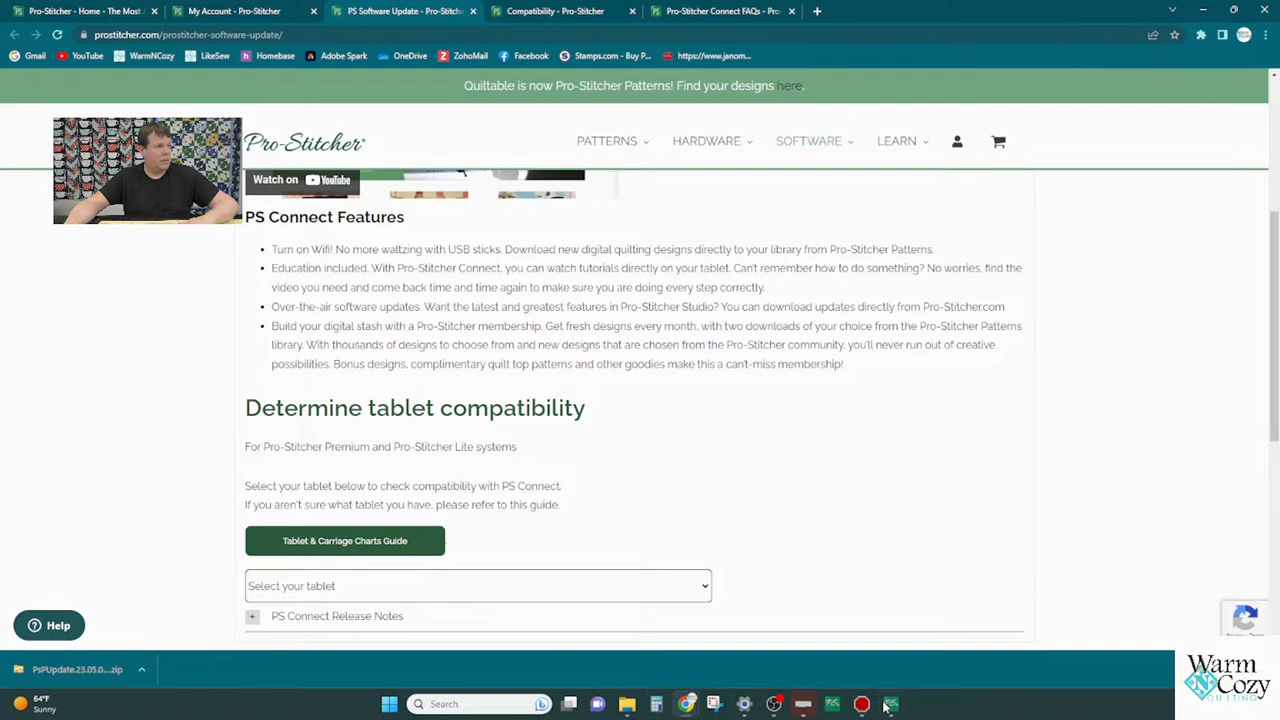 Pro-Stitcher - Home - The Most A
My Account - Pro-Stitcher
PS Software Update - Pro-Stitche
Compatibility - Pro-Stitcher
Pro-Stitcher Connect FAQs - Pro-
prostitcher.com/prostitcher-software-update/
Gmail
YouTube
WarmNCozy
LikeSew
Homebase
Adobe Spark
OneDrive
ZohoMail
Facebook
Stamps.com - Buy P...
https://www.janom...
Quiltable is now Pro-Stitcher Patterns! Find your designs here.
Pro-Stitcher®
PATTERNS
HARDWARE
SOFTWARE
LEARN
Watch on YouTube
PS Connect Features
• Turn on Wifi! No more waltzing with USB sticks. Download new digital quilting designs directly to your library from Pro-Stitcher Patterns.
• Education included. With Pro-Stitcher Connect, you can watch tutorials directly on your tablet. Can't remember how to do something? No worries, find the
video you need and come back time and time again to make sure you are doing every step correctly.
• Over-the-air software updates. Want the latest and greatest features in Pro-Stitcher Studio? You can download updates directly from Pro-Stitcher.com
• Build your digital stash with a Pro-Stitcher membership. Get fresh designs every month, with two downloads of your choice from the Pro-Stitcher Patterns
library. With thousands of designs to choose from and new designs that are chosen from the Pro-Stitcher community, you'll never run out of creative
possibilities. Bonus designs, complimentary quilt top patterns and other goodies make this a can't-miss membership!
Determine tablet compatibility
For Pro-Stitcher Premium and Pro-Stitcher Lite systems
Select your tablet below to check compatibility with PS Connect.
If you aren't sure what tablet you have, please refer to this guide.
Tablet & Carriage Charts Guide
Select your tablet
+ PS Connect Release Notes
Help
PsPUpdate.23.05.0....zip
64°F
Sunny
Search
Warm
N
Cozy
QUILTING